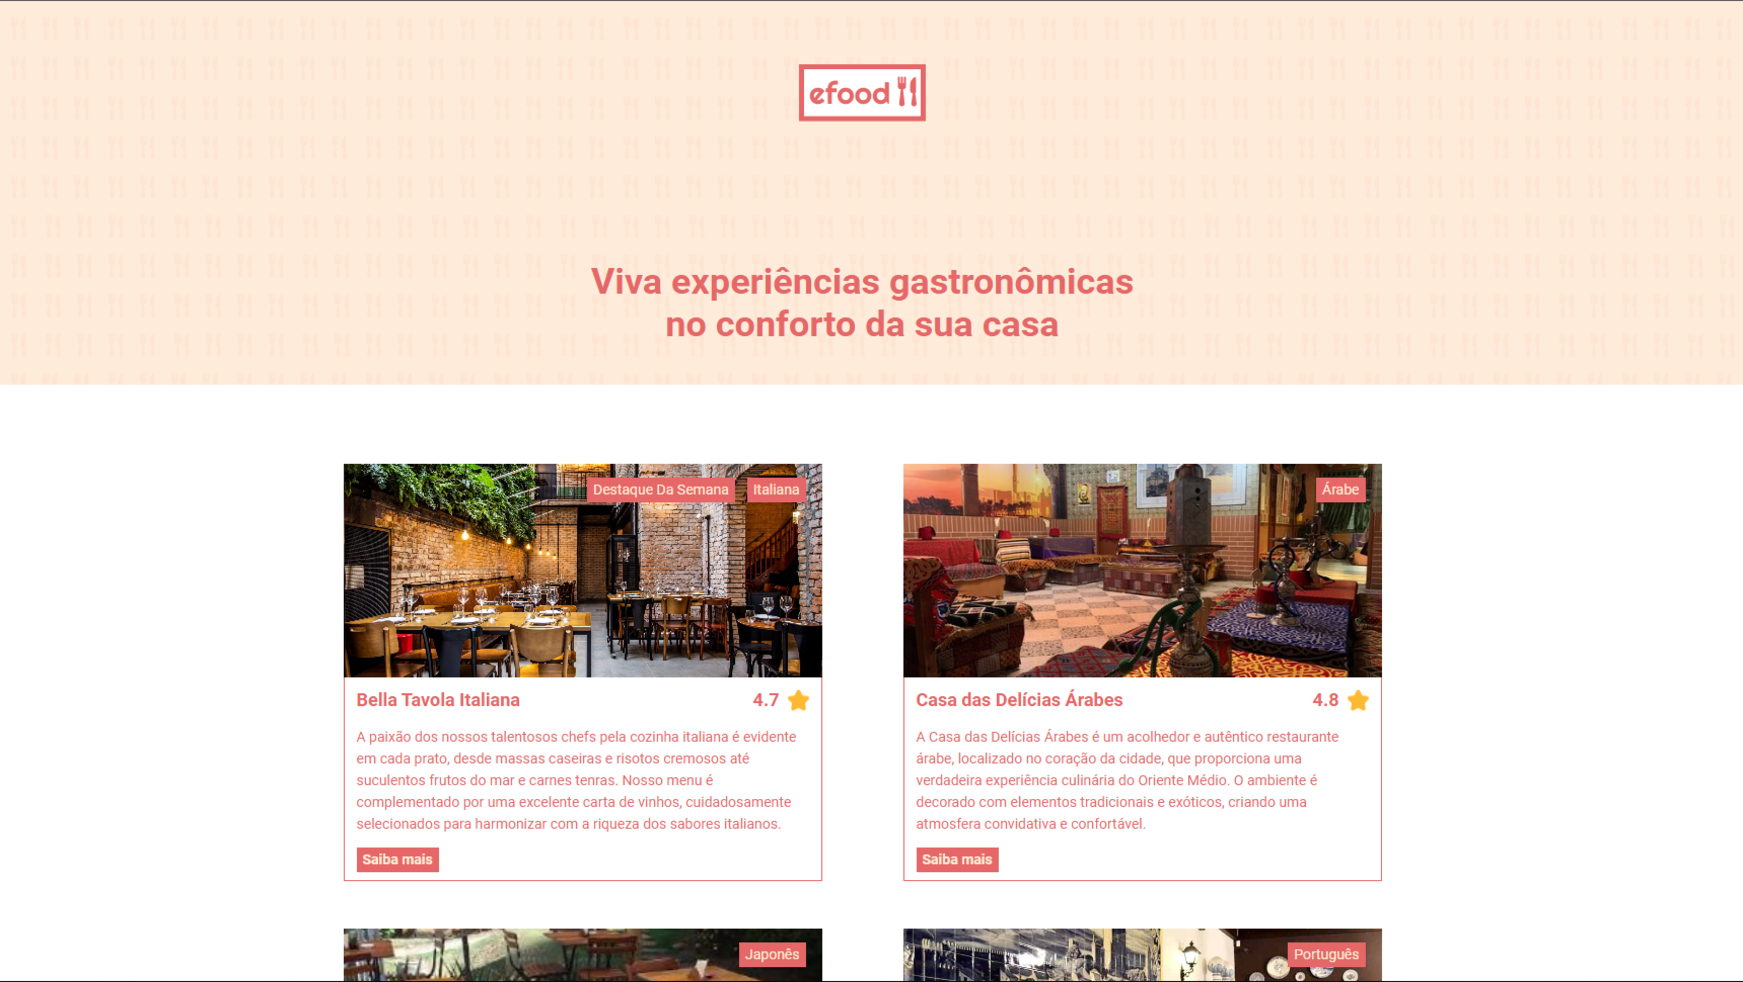 efood
Viva experiências gastronômicas
no conforto da sua casa
Destaque Da Semana
Italiana
Bella Tavola Italiana
4.7
A paixão dos nossos talentosos chefs pela cozinha italiana é evidente
em cada prato, desde massas caseiras e risotos cremosos até
suculentos frutos do mar e carnes tenras. Nosso menu é
complementado por uma excelente carta de vinhos, cuidadosamente
selecionados para harmonizar com a riqueza dos sabores italianos.
Saiba mais
Árabe
Casa das Delícias Árabes
4.8
A Casa das Delícias Árabes é um acolhedor e autêntico restaurante
árabe, localizado no coração da cidade, que proporciona uma
verdadeira experiência culinária do Oriente Médio. O ambiente é
decorado com elementos tradicionais e exóticos, criando uma
atmosfera convidativa e confortável.
Saiba mais
Japonês
Português